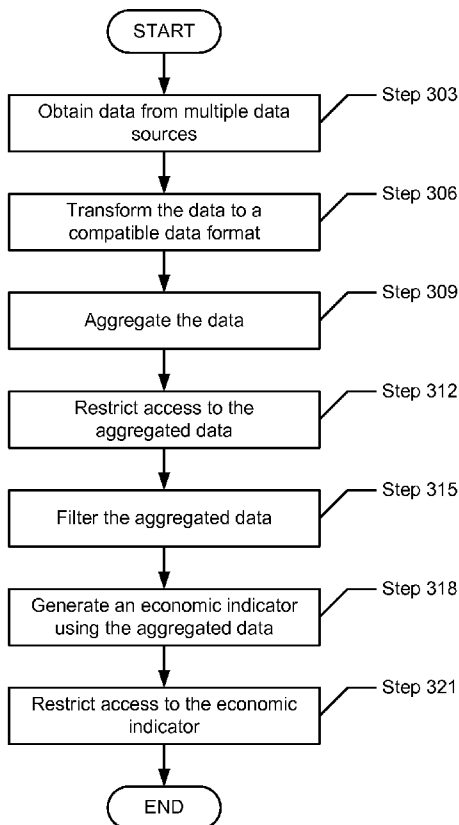 START
Obtain data from multiple data
sources
Step 303
Transform the data to a
compatible data format
Step 306
Aggregate the data
Step 309
Restrict access to the
aggregated data
Step 312
Filter the aggregated data
Step 315
Generate an economic indicator
using the aggregated data
Step 318
Restrict access to the economic
indicator
Step 321
END